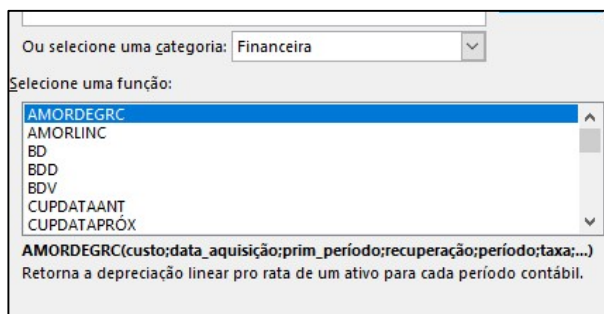 Ou selecione uma categoria: Financeira
Selecione uma função:
AMORDEGRC
AMORLINC
BD
BDD
BDV
CUPDATAANT
CUPDATAPRÓX
AMORDEGRC(custo;data_aquisição;prim_período;recuperação;período;taxa;...)
Retorna a depreciação linear pro rata de um ativo para cada período contábil.